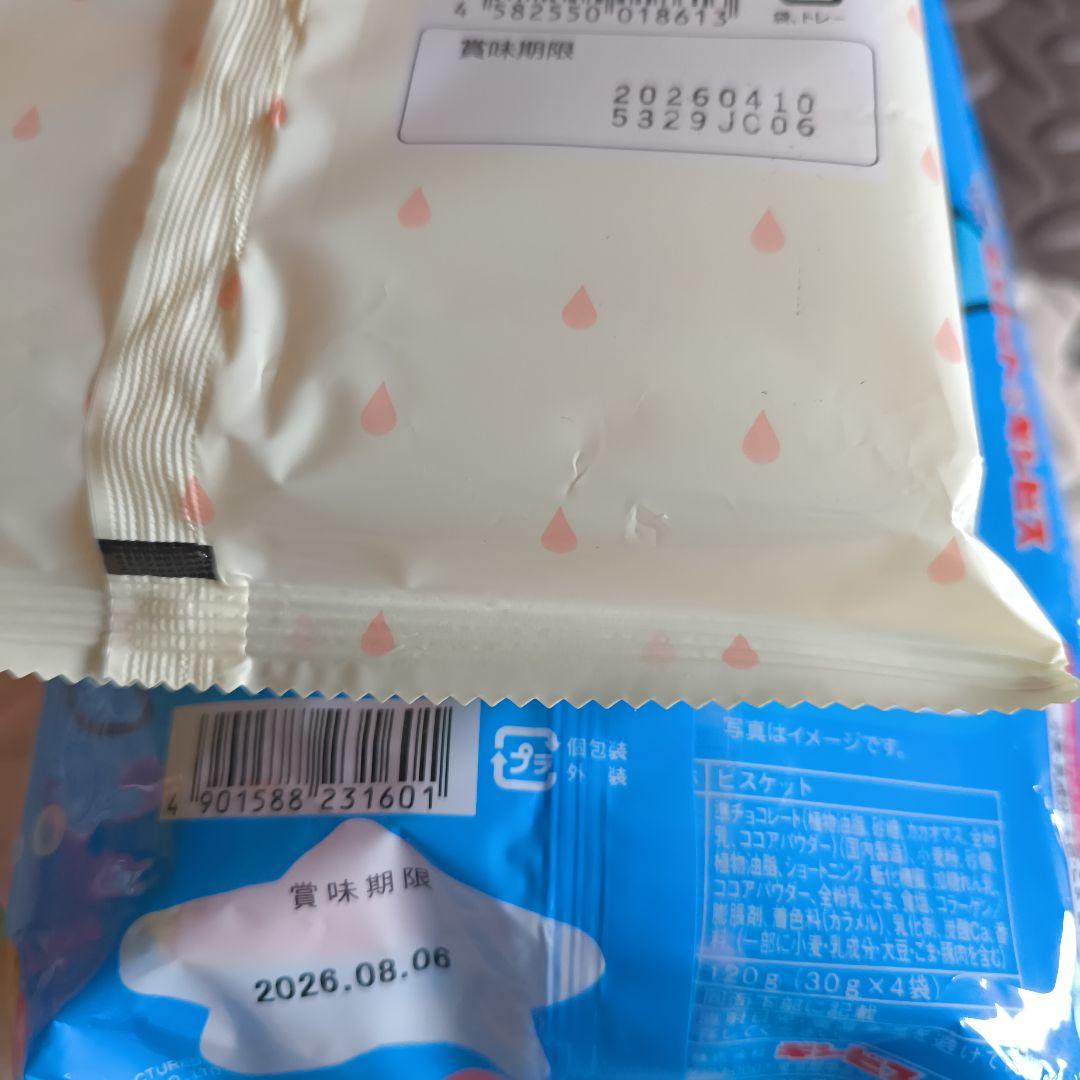 4 582550 018613
袋、トレー
賞味期限
20260410
5329JC06
4 901588 231601
プラ
個包装
外 装
写真はイメージです。
ビスケット
準チョコレート(植物油脂、砂糖、カカオマス、全粉
乳、ココアパウダー)(国内製造)、小麦粉、砂糖、
植物油脂、ショートニング、転化糖蜜、加糖れん乳、
ココアパウダー、全粉乳、ごま、食塩、コラーゲン/
膨脹剤、着色料(カラメル)、乳化剤、炭酸Ca、香
料、(一部に小麦・乳成分・大豆・ごま・豚肉を含む)
120g (30g×4袋)
賞味期限
2026.08.06